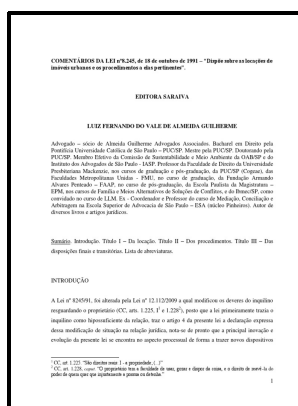 COMENTÁRIOS DA LEI nº8.245, de 18 de outubro de 1991 – "Dispõe sobre as locações de
imóveis urbanos e os procedimentos a elas pertinentes".
EDITORA SARAIVA
LUIZ FERNANDO DO VALE DE ALMEIDA GUILHERME
Advogado – sócio de Almeida Guilherme Advogados Associados. Bacharel em Direito pela
Pontifícia Universidade Católica de São Paulo – PUC/SP. Mestre pela PUC/SP. Doutorando pela
PUC/SP. Membro Efetivo da Comissão de Sustentabilidade e Meio Ambiente da OAB/SP e do
Instituto dos Advogados de São Paulo - IASP. Professor da Faculdade de Direito da Universidade
Presbiteriana Mackenzie, nos cursos de graduação e pós-graduação, da PUC/SP (Cogeae), das
Faculdades Metropolitanas Unidas - FMU, no curso de graduação, da Fundação Armando
Alvares Penteado – FAAP, no curso de pós-graduação, da Escola Paulista da Magistratura –
EPM, nos cursos de Família e Meios Alternativos de Soluções de Conflitos, e do Ibmec/SP, como
convidado no curso de LLM. Ex - Coordenador e Professor do curso de Mediação, Conciliação e
Arbitragem na Escola Superior de Advocacia de São Paulo – ESA (núcleo Pinheiros). Autor de
diversos livros e artigos jurídicos.
Sumário. Introdução. Título I – Da locação. Título II – Dos procedimentos. Título III – Das
disposições finais e transitórias. Lista de abreviaturas.
INTRODUÇÃO
A Lei nº 8245/91, foi alterada pela Lei nº 12.112/2009 a qual modificou os deveres do inquilino
resguardando o proprietário (CC, arts. 1.225, I¹ e 1.228²), posto que a lei primeiramente trazia o
inquilino como hipossuficiente da relação, traz o artigo 4 da presente lei a declaração expressa
dessa modificação de situação na relação jurídica, nota-se de pronto que a principal inovação e
evolução da presente lei se encontra no aspecto processual de forma a trazer novos dispositivos
¹ CC, art. 1.225: "São direitos reais: I - a propriedade; (...)"
² CC, art. 1.228, caput: "O proprietário tem a faculdade de usar, gozar e dispor da coisa, e o direito de reavê-la do
poder de quem quer que injustamente a possua ou detenha."
1